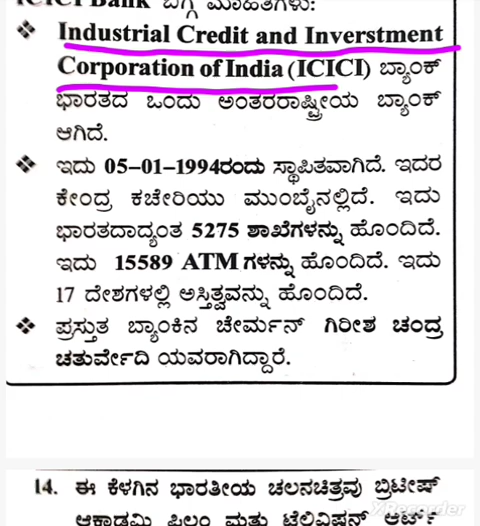 ICICI Bank ಬಗ್ಗೆ ಮಾಹಿತಿಗಳು:
❖ Industrial Credit and Inverstment
Corporation of India (ICICI) ಬ್ಯಾಂಕ್
ಭಾರತದ ಒಂದು ಅಂತರರಾಷ್ಟ್ರೀಯ ಬ್ಯಾಂಕ್
ಆಗಿದೆ.
❖ ಇದು 05-01-1994ರಂದು ಸ್ಥಾಪಿತವಾಗಿದೆ. ಇದರ
ಕೇಂದ್ರ ಕಚೇರಿಯು ಮುಂಬೈನಲ್ಲಿದೆ. ಇದು
ಭಾರತದಾದ್ಯಂತ 5275 ಶಾಖೆಗಳನ್ನು ಹೊಂದಿದೆ.
ಇದು 15589 ATM ಗಳನ್ನು ಹೊಂದಿದೆ. ಇದು
17 ದೇಶಗಳಲ್ಲಿ ಅಸ್ತಿತ್ವವನ್ನು ಹೊಂದಿದೆ.
❖ ಪ್ರಸ್ತುತ ಬ್ಯಾಂಕಿನ ಚೇರ್ಮನ್ ಗಿರೀಶ ಚಂದ್ರ
ಚತುರ್ವೇದಿ ಯವರಾಗಿದ್ದಾರೆ.
14. ಈ ಕೆಳಗಿನ ಭಾರತೀಯ ಚಲನಚಿತ್ರವು ಬ್ರಿಟೀಷ್
ಅಕಾಡಮಿ ಫಿಲಂ ಮತ್ತು ಟೆಲಿವಿಷನ್ ಆರ್ಟ್
XRecorder